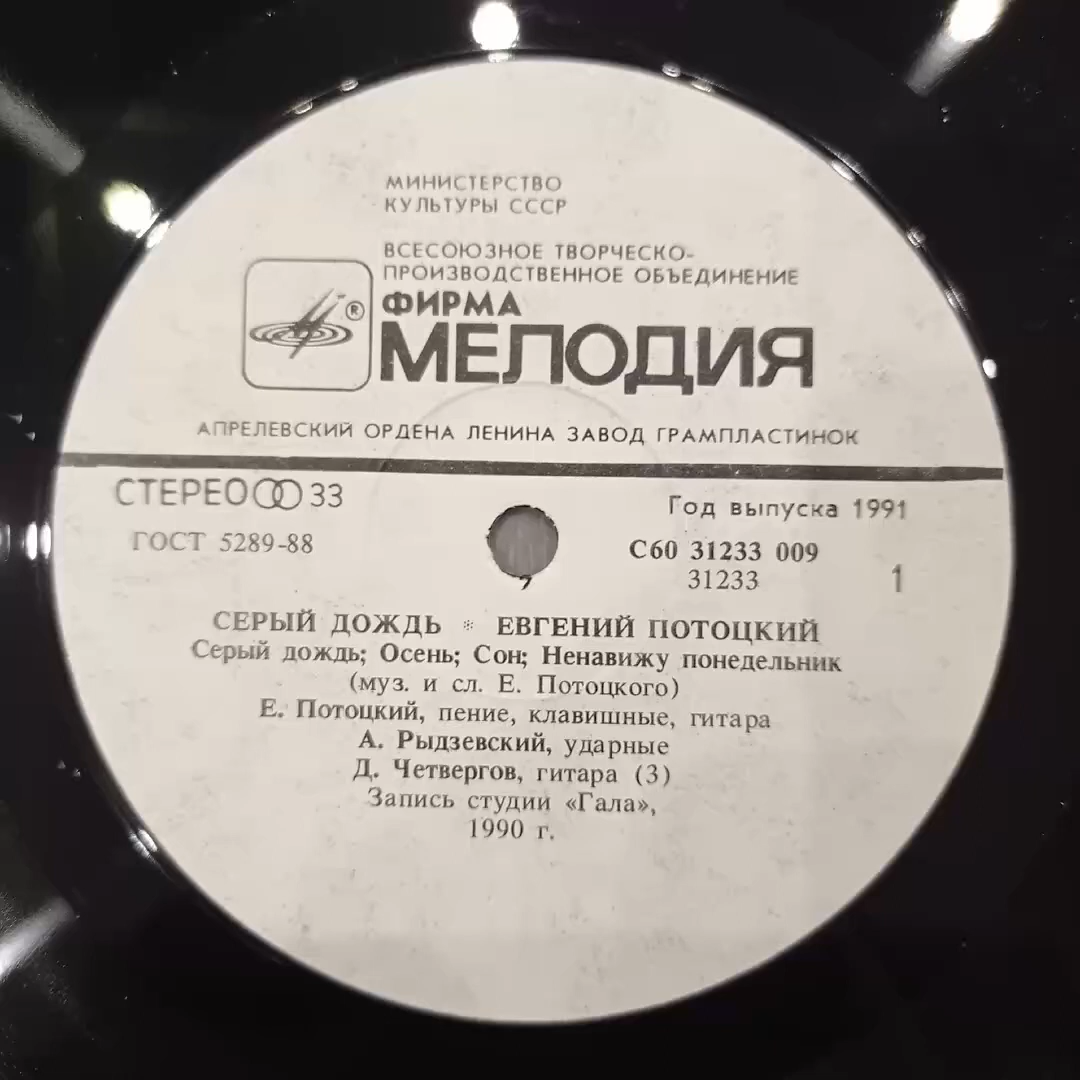 МИНИСТЕРСТВО
КУЛЬТУРЫ СССР
ВСЕСОЮЗНОЕ ТВОРЧЕСКО-
ПРОИЗВОДСТВЕННОЕ ОБЪЕДИНЕНИЕ
ФИРМА
®
МЕЛОДИЯ
АПРЕЛЕВСКИЙ ОРДЕНА ЛЕНИНА ЗАВОД ГРАМПЛАСТИНОК
СТЕРЕО 33
Год выпуска 1991
ГОСТ 5289-88
С60 31233 009
31233
1
СЕРЫЙ ДОЖДЬ * ЕВГЕНИЙ ПОТОЦКИЙ
Серый дождь; Осень; Сон; Ненавижу понедельник
(муз. и сл. Е. Потоцкого)
Е. Потоцкий, пение, клавишные, гитара
А. Рыдзевский, ударные
Д. Четвергов, гитара (3)
Запись студии «Гала»,
1990 г.